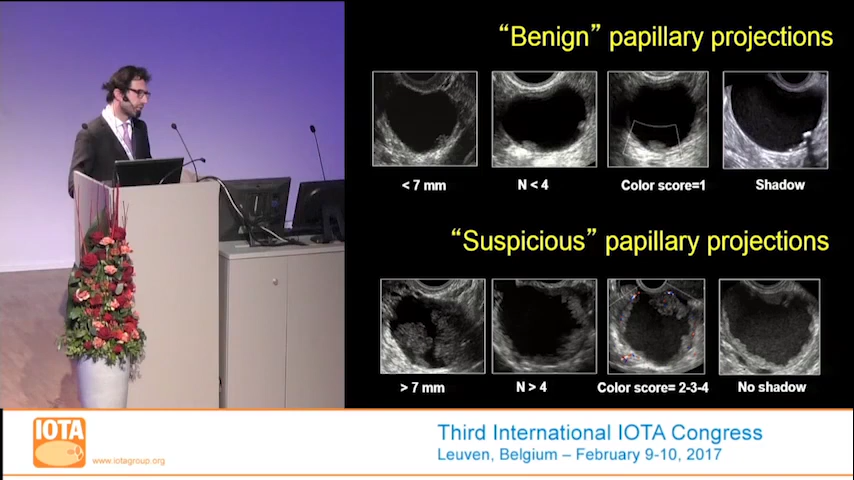 “Benign” papillary projections
< 7 mm
N < 4
Color score=1
Shadow
“Suspicious” papillary projections
> 7 mm
N > 4
Color score= 2-3-4
No shadow
IOTA
www.iotagroup.org
Third International IOTA Congress
Leuven, Belgium – February 9-10, 2017